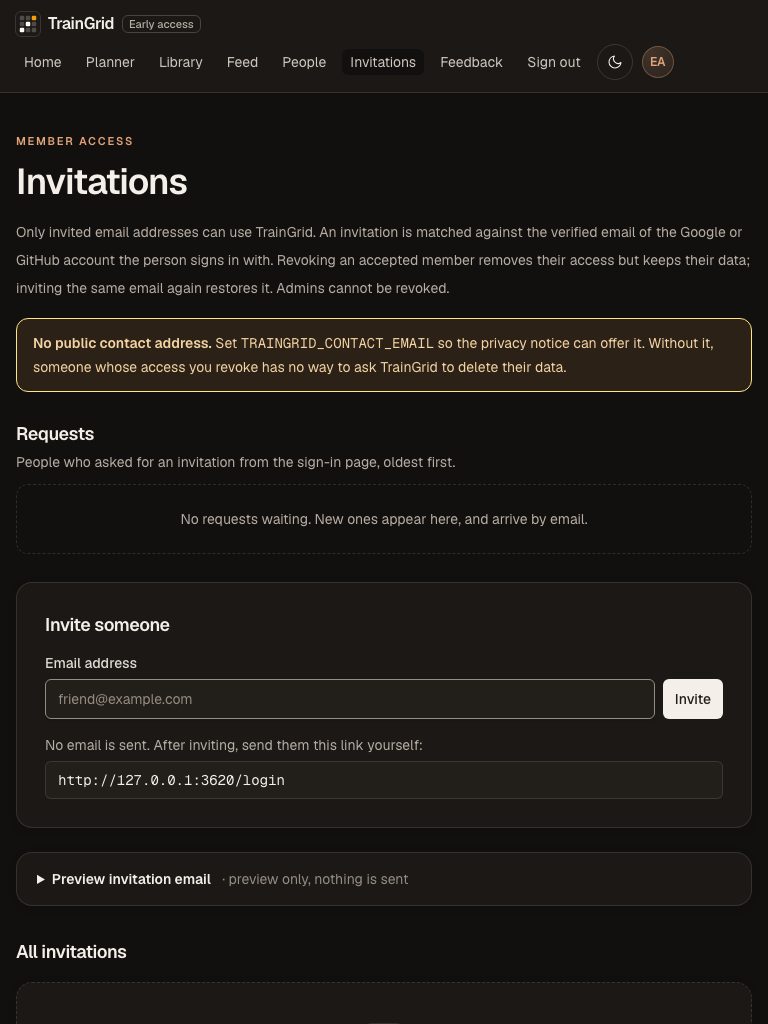 TrainGrid Early access
Home Planner Library Feed People Invitations Feedback Sign out EA
MEMBER ACCESS
Invitations
Only invited email addresses can use TrainGrid. An invitation is matched against the verified email of the Google or
GitHub account the person signs in with. Revoking an accepted member removes their access but keeps their data;
inviting the same email again restores it. Admins cannot be revoked.
No public contact address. Set TRAINGRID_CONTACT_EMAIL so the privacy notice can offer it. Without it,
someone whose access you revoke has no way to ask TrainGrid to delete their data.
Requests
People who asked for an invitation from the sign-in page, oldest first.
No requests waiting. New ones appear here, and arrive by email.
Invite someone
Email address
friend@example.com Invite
No email is sent. After inviting, send them this link yourself:
http://127.0.0.1:3620/login
Preview invitation email · preview only, nothing is sent
All invitations